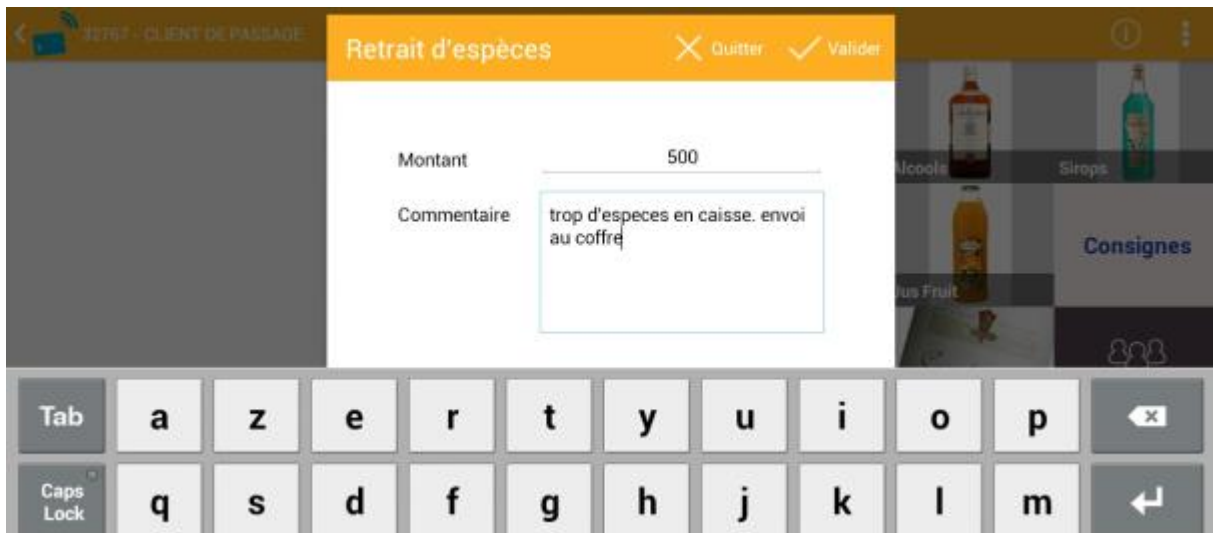 32767 - CLIENT DE PASSAGE
Retrait d'espèces
Quitter
Valider
Montant
500
Commentaire
trop d'especes en caisse. envoi
au coffre
Alcools
Sirops
Jus Fruit
Consignes
Tab
a z e r t y u i o p
Caps
Lock
q s d f g h j k l m